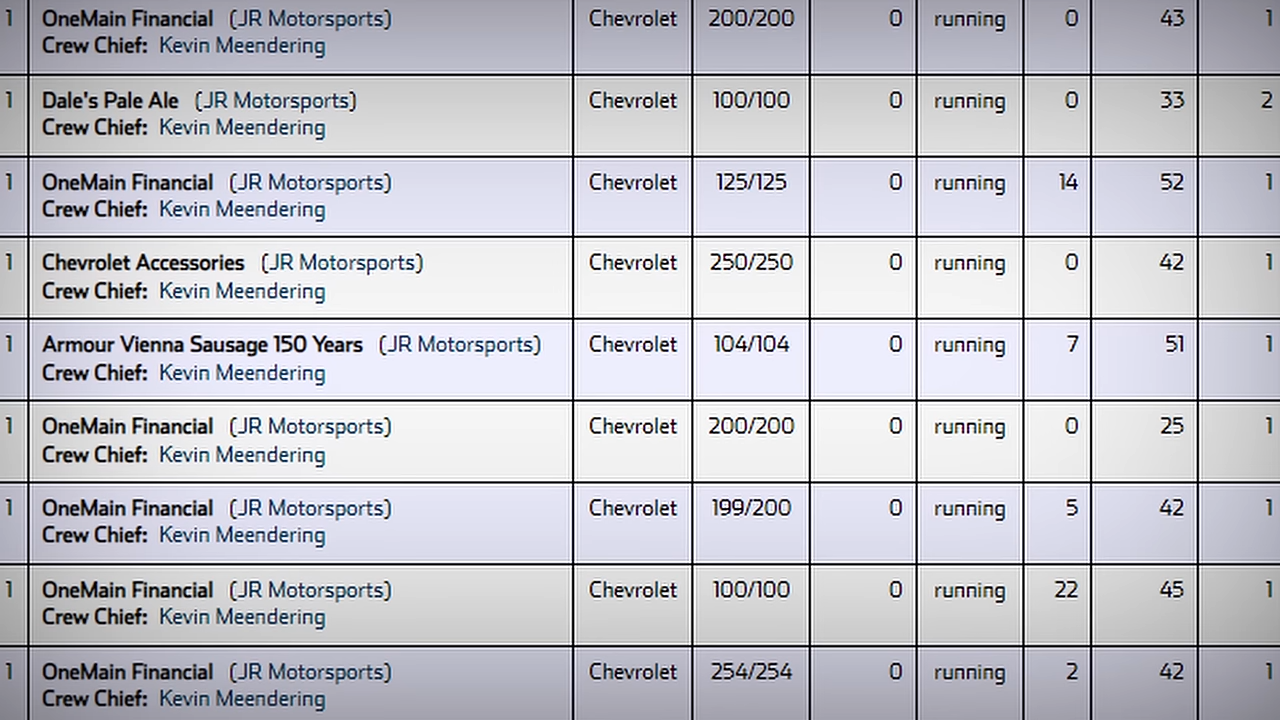 1 OneMain Financial (JR Motorsports) Chevrolet 200/200 0 running 0 43 1
Crew Chief: Kevin Meendering
1 Dale's Pale Ale (JR Motorsports) Chevrolet 100/100 0 running 0 33 2
Crew Chief: Kevin Meendering
1 OneMain Financial (JR Motorsports) Chevrolet 125/125 0 running 14 52 1
Crew Chief: Kevin Meendering
1 Chevrolet Accessories (JR Motorsports) Chevrolet 250/250 0 running 0 42 1
Crew Chief: Kevin Meendering
1 Armour Vienna Sausage 150 Years (JR Motorsports) Chevrolet 104/104 0 running 7 51 1
Crew Chief: Kevin Meendering
1 OneMain Financial (JR Motorsports) Chevrolet 200/200 0 running 0 25 1
Crew Chief: Kevin Meendering
1 OneMain Financial (JR Motorsports) Chevrolet 199/200 0 running 5 42 1
Crew Chief: Kevin Meendering
1 OneMain Financial (JR Motorsports) Chevrolet 100/100 0 running 22 45 1
Crew Chief: Kevin Meendering
1 OneMain Financial (JR Motorsports) Chevrolet 254/254 0 running 2 42 1
Crew Chief: Kevin Meendering